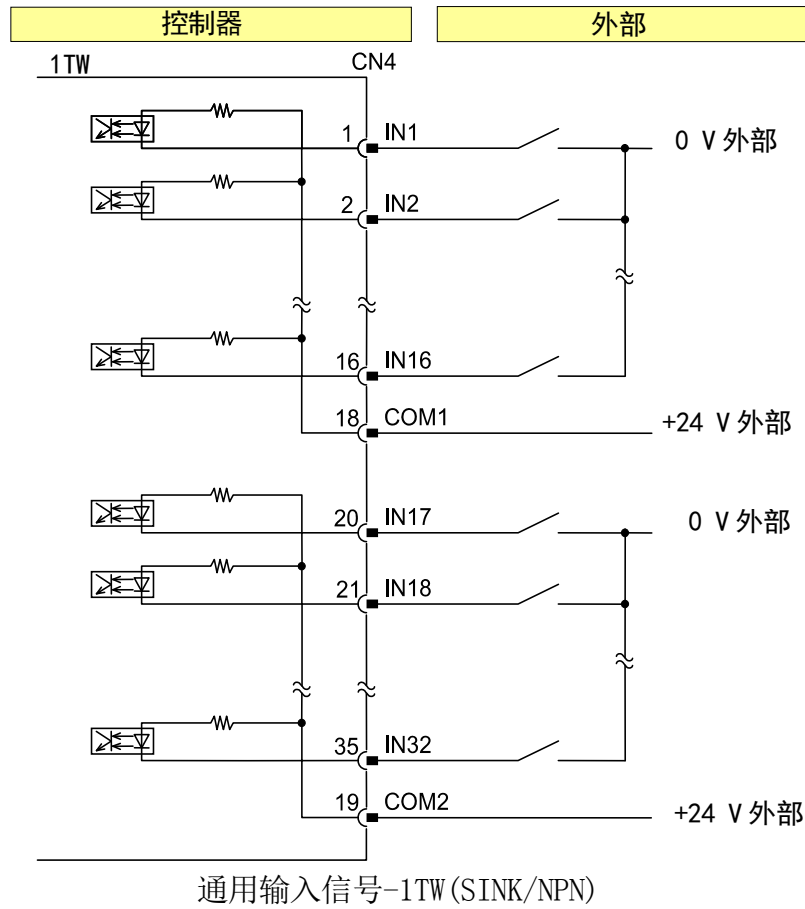 控制器 外部
1TW CN4
1 IN1 0 V 外部
2 IN2
16 IN16
18 COM1 +24 V 外部
20 IN17 0 V 外部
21 IN18
35 IN32
19 COM2 +24 V 外部
通用输入信号-1TW(SINK/NPN)